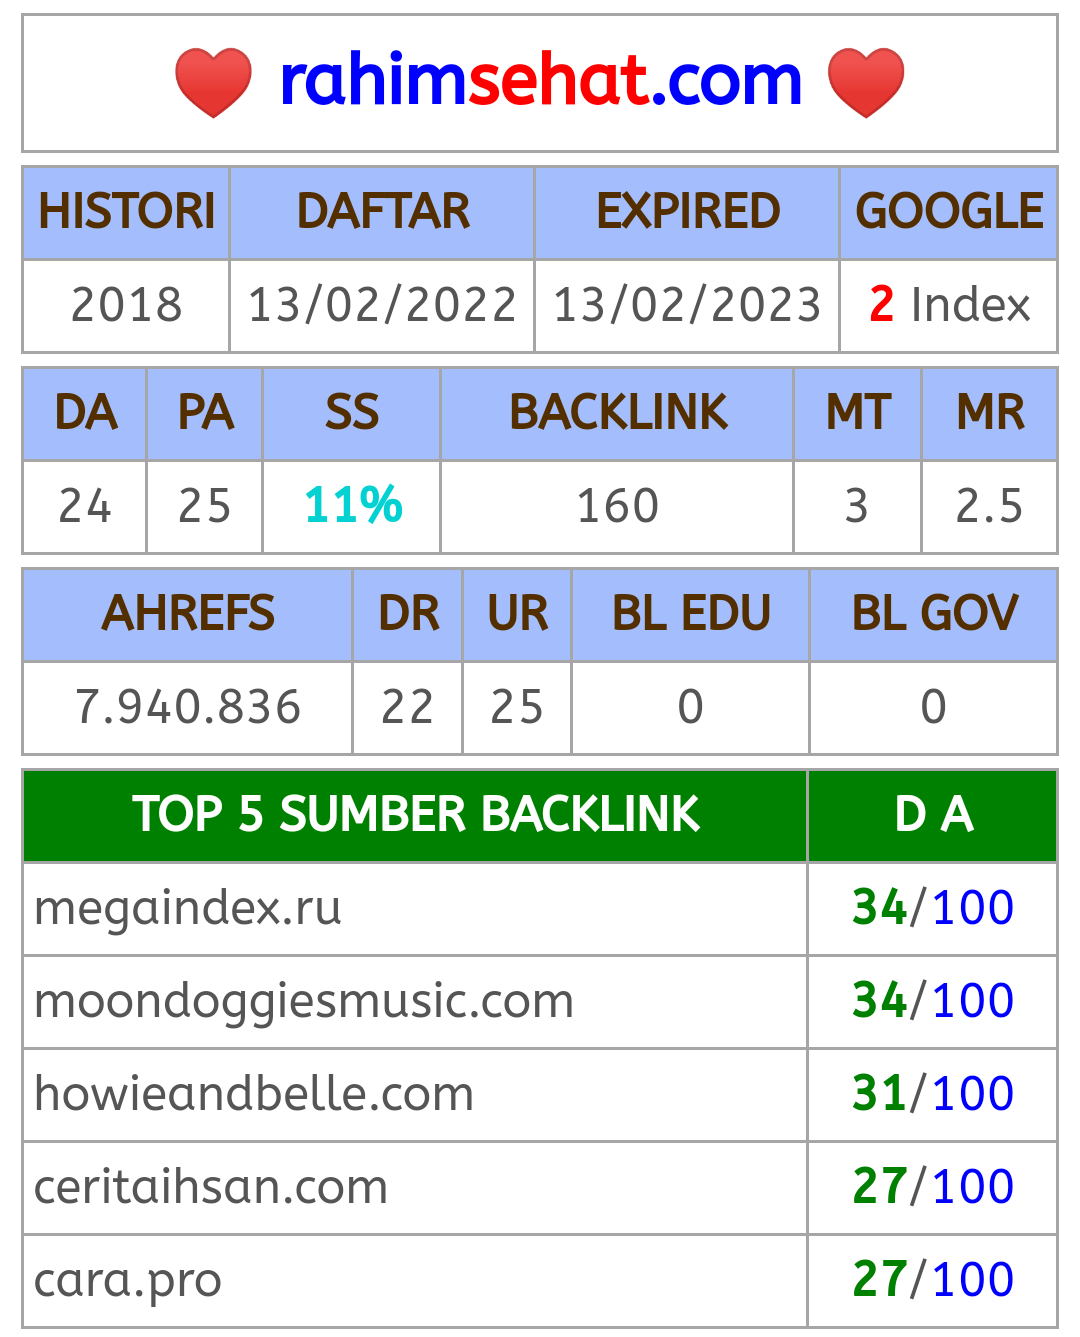 rahimsehat.com
HISTORI DAFTAR EXPIRED GOOGLE
2018 13/02/2022 13/02/2023 2 Index
DA PA SS BACKLINK MT MR
24 25 11% 160 3 2.5
AHREFS DR UR BL EDU BL GOV
7.940.836 22 25 0 0
TOP 5 SUMBER BACKLINK D A
megaindex.ru 34/100
moondoggiesmusic.com 34/100
howieandbelle.com 31/100
ceritaihsan.com 27/100
cara.pro 27/100